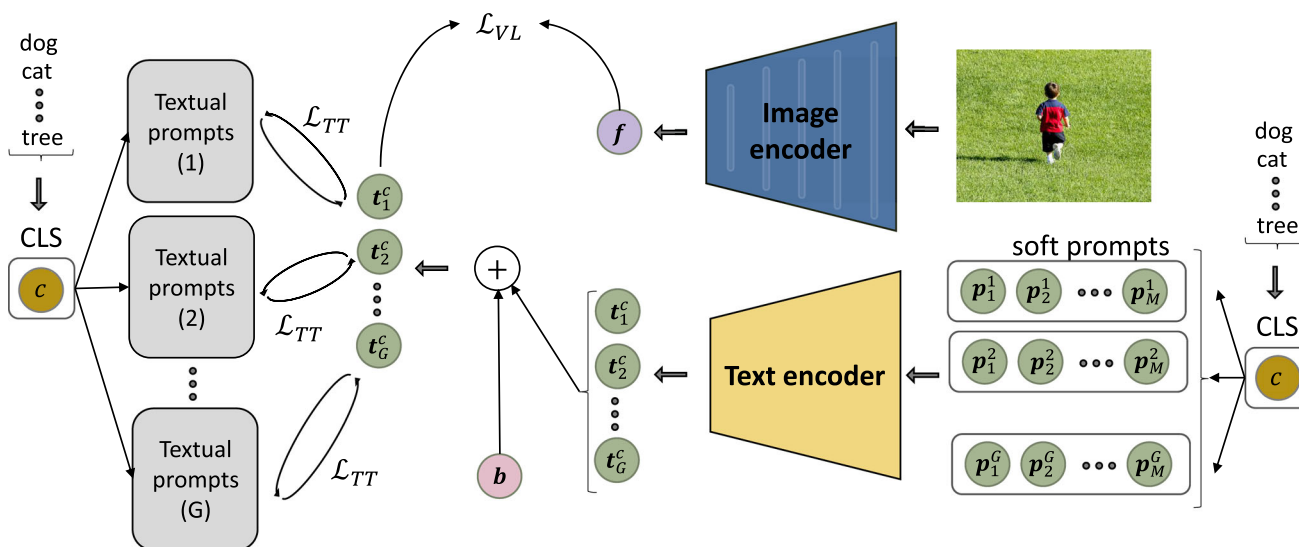 dog
cat
tree
CLS
c
Textual
prompts
(1)
Textual
prompts
(2)
Textual
prompts
(G)
ℒ_TT
ℒ_TT
ℒ_TT
t_1^c
t_2^c
t_G^c
ℒ_VL
f
Image
encoder
+
b
t_1^c
t_2^c
t_G^c
Text encoder
soft prompts
p_1^1 p_2^1 p_M^1
p_1^2 p_2^2 p_M^2
p_1^G p_2^G p_M^G
dog
cat
tree
CLS
c